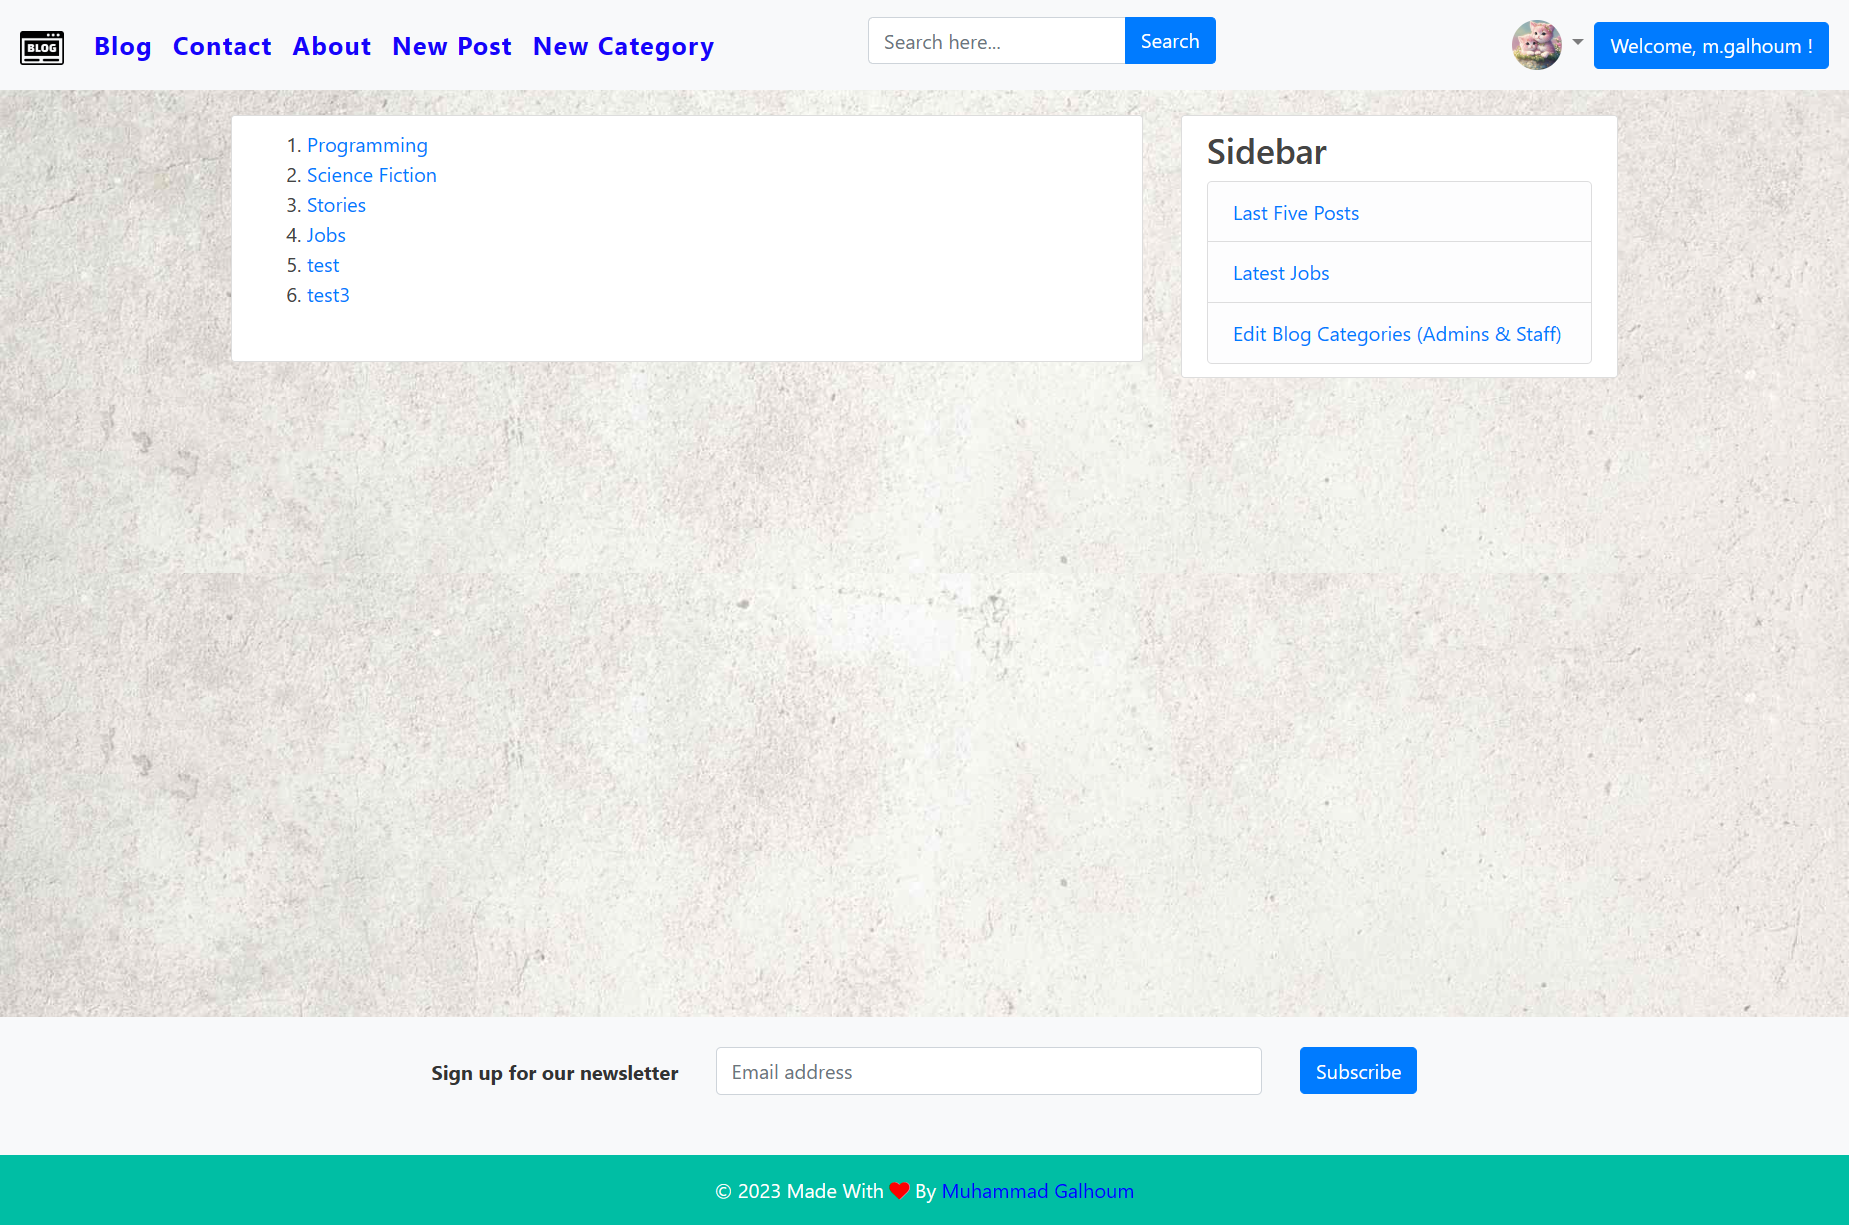 BLOG Blog Contact About New Post New Category Search here... Search Welcome, m.galhoum !
1. Programming
2. Science Fiction
3. Stories
4. Jobs
5. test
6. test3
Sidebar
Last Five Posts
Latest Jobs
Edit Blog Categories (Admins & Staff)
Sign up for our newsletter Email address Subscribe
© 2023 Made With ❤ By Muhammad Galhoum